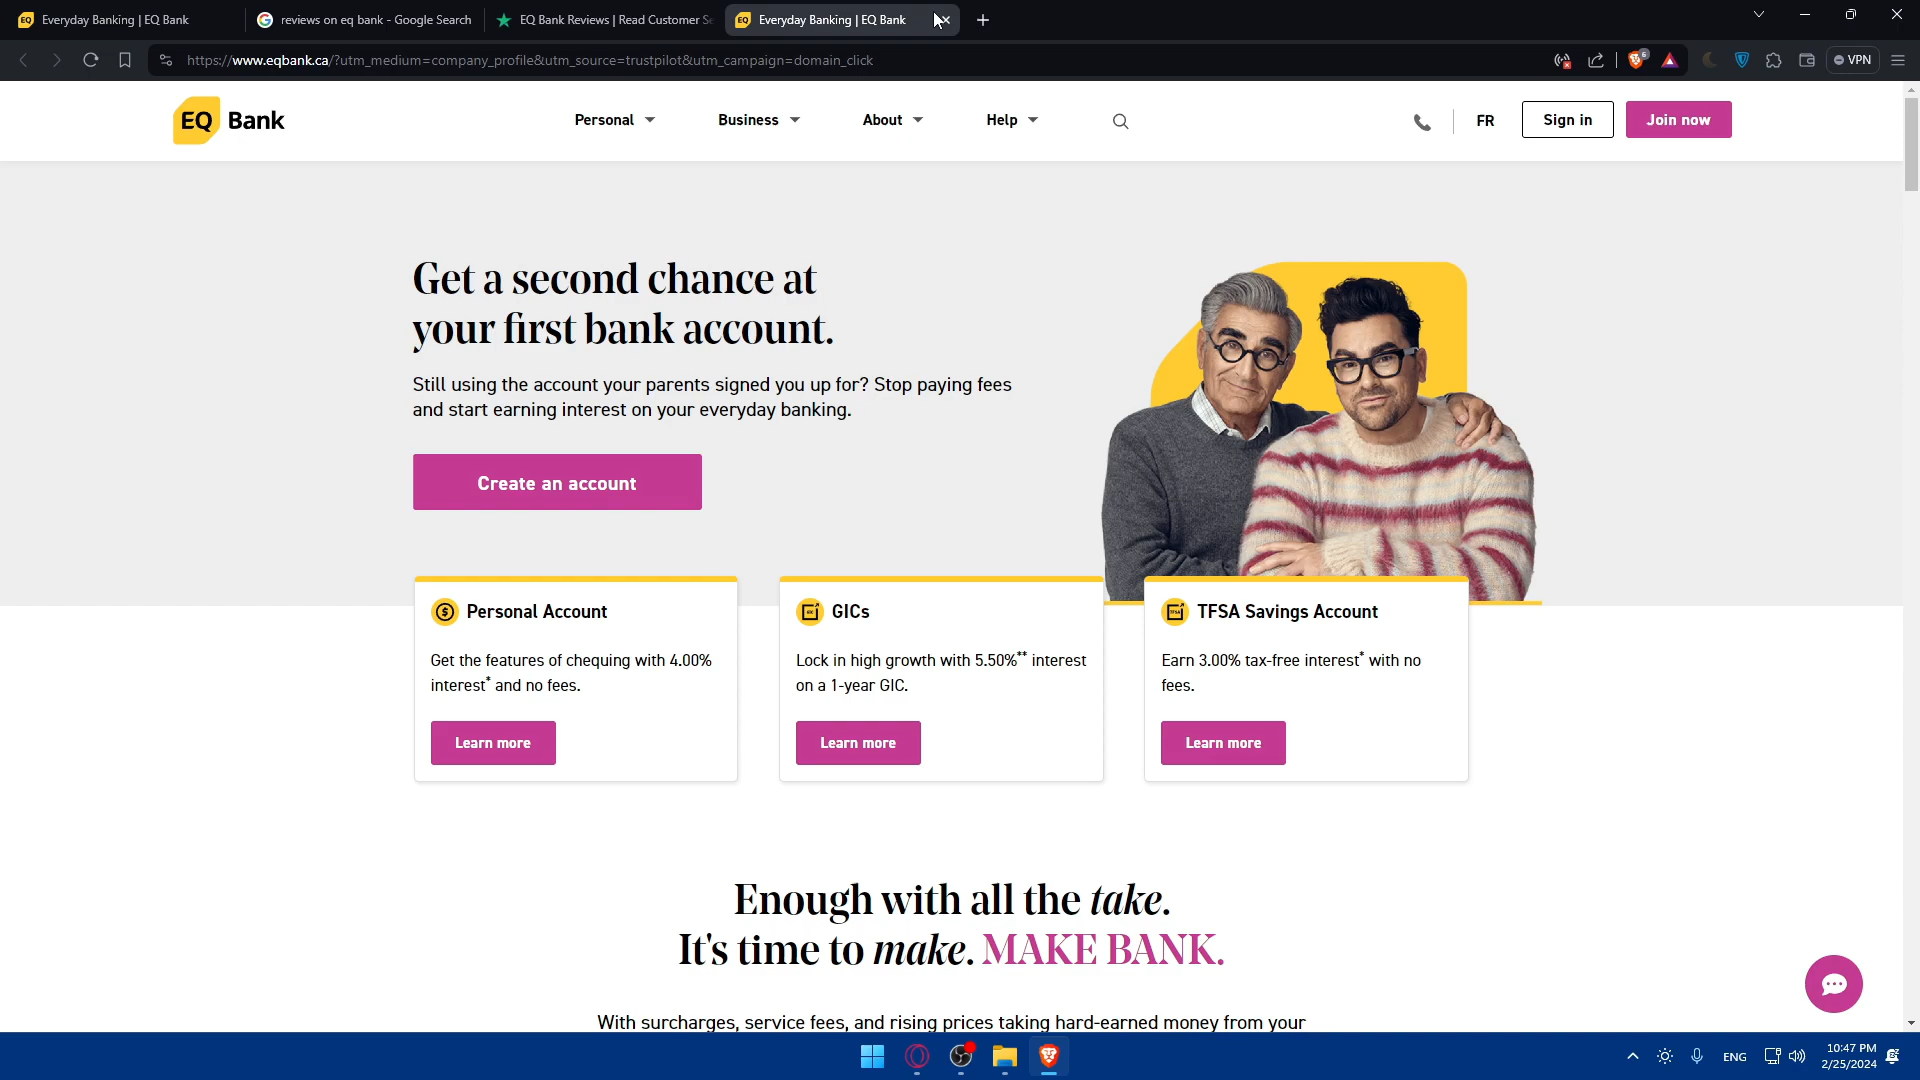 Everyday Banking | EQ Bank
reviews on eq bank - Google Search
EQ Bank Reviews | Read Customer Se
Everyday Banking | EQ Bank
https://www.eqbank.ca/?utm_medium=company_profile&utm_source=trustpilot&utm_campaign=domain_click
6
VPN
EQ Bank
Personal
Business
About
Help
FR
Sign in
Join now
Get a second chance at
your first bank account.
Still using the account your parents signed you up for? Stop paying fees
and start earning interest on your everyday banking.
Create an account
Personal Account
Get the features of chequing with 4.00%
interest* and no fees.
Learn more
GICs
Lock in high growth with 5.50%** interest
on a 1-year GIC.
Learn more
TFSA Savings Account
Earn 3.00% tax-free interest* with no
fees.
Learn more
Enough with all the take.
It's time to make. MAKE BANK.
With surcharges, service fees, and rising prices taking hard-earned money from your
ENG
10:47 PM
2/25/2024